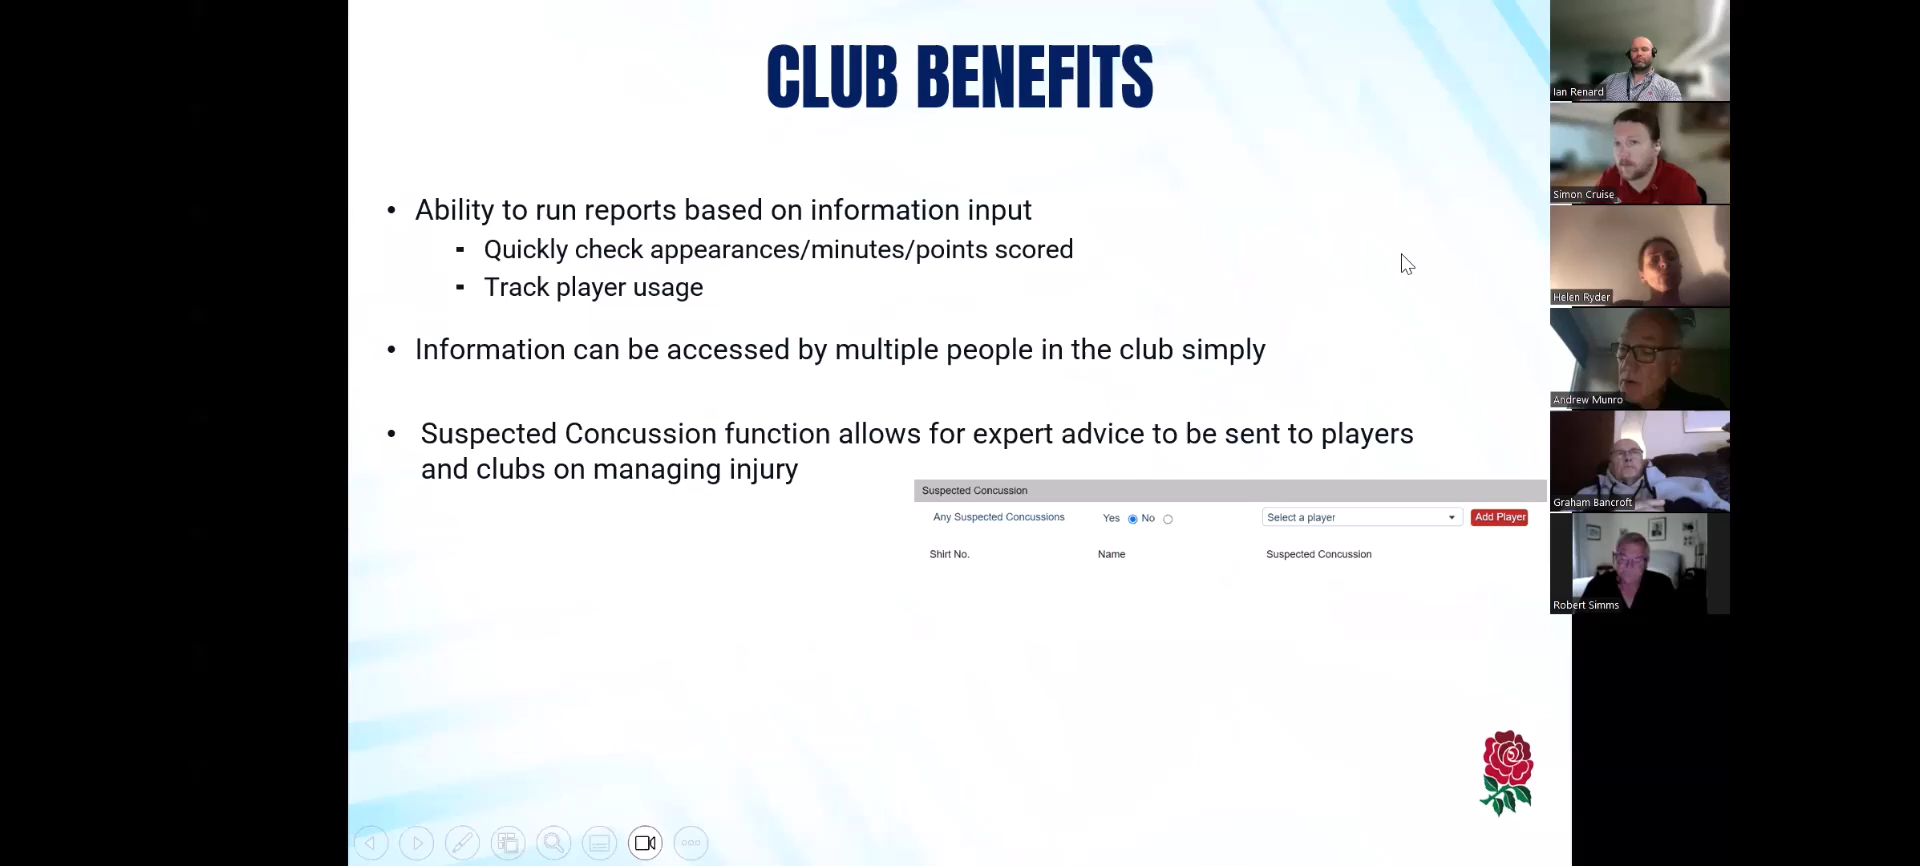 CLUB BENEFITS
• Ability to run reports based on information input
▪ Quickly check appearances/minutes/points scored
▪ Track player usage
• Information can be accessed by multiple people in the club simply
• Suspected Concussion function allows for expert advice to be sent to players
and clubs on managing injury
Suspected Concussion
Any Suspected Concussions Yes No Select a player Add Player
Shirt No. Name Suspected Concussion
Ian Renard
Simon Cruise
Helen Ryder
Andrew Munro
Graham Bancroft
Robert Simms